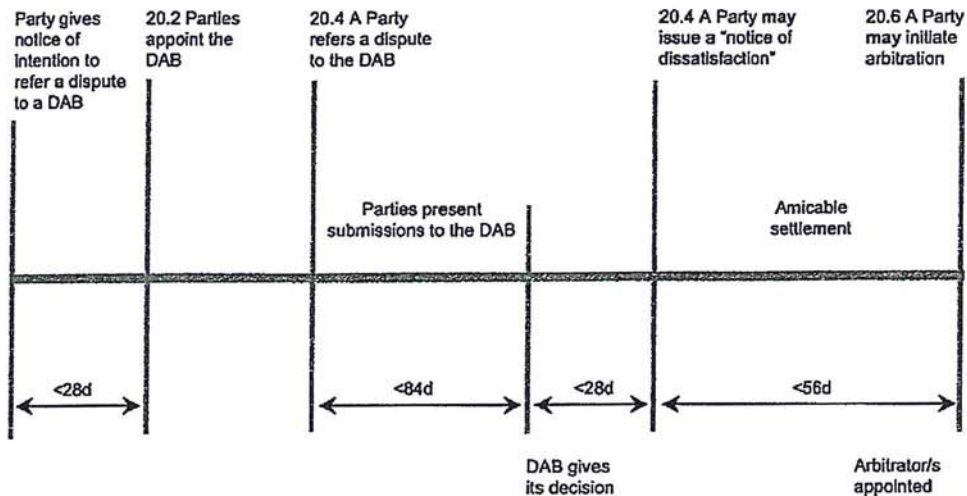 Party gives
notice of
intention to
refer a dispute
to a DAB
20.2 Parties
appoint the
DAB
20.4 A Party
refers a dispute
to the DAB
20.4 A Party may
issue a "notice of
dissatisfaction"
20.6 A Party
may initiate
arbitration
Parties present
submissions to the DAB
Amicable
settlement
<28d
<84d
<28d
<56d
DAB gives
its decision
Arbitrator/s
appointed